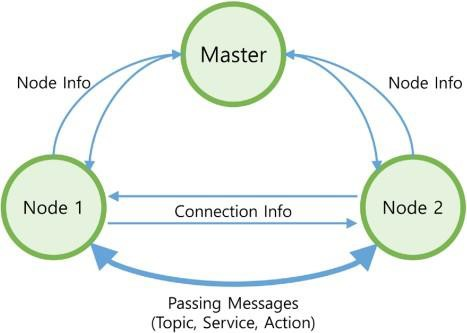 Master
Node Info
Node Info
Node 1
Connection Info
Node 2
Passing Messages
(Topic, Service, Action)